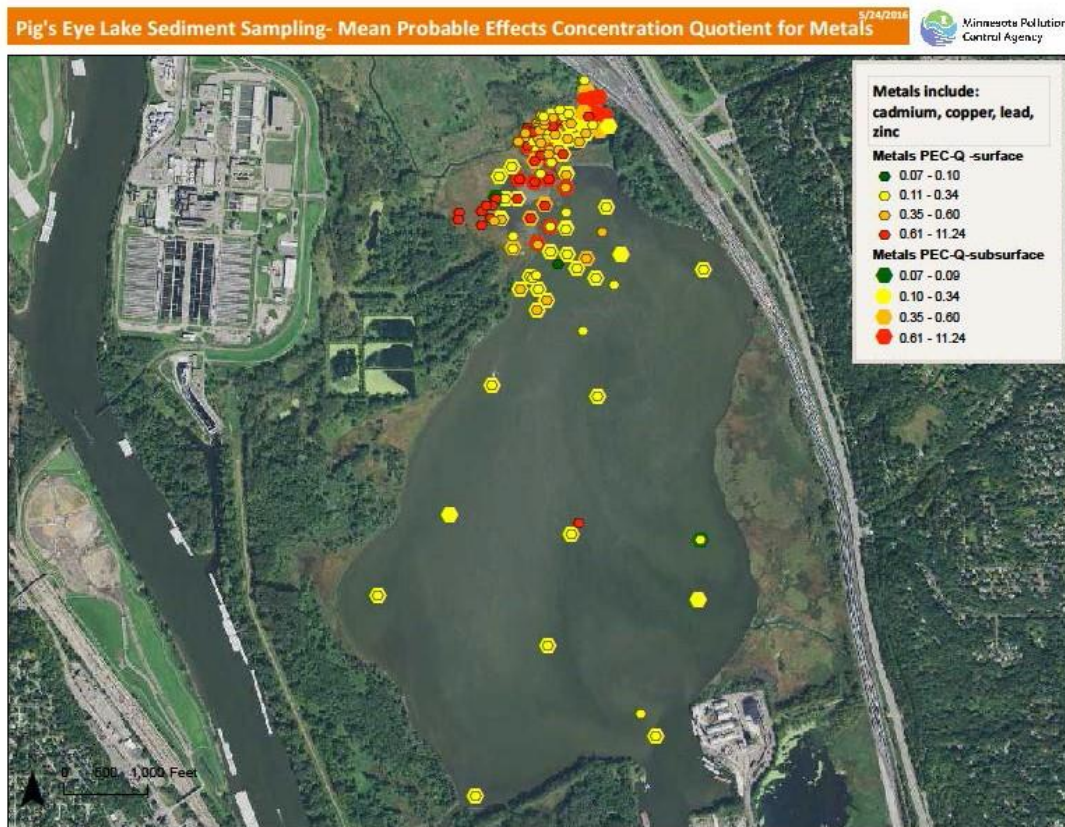 Pig's Eye Lake Sediment Sampling- Mean Probable Effects Concentration Quotient for Metals
5/24/2016
Minnesota Pollution
Control Agency
Metals include:
cadmium, copper, lead,
zinc
Metals PEC-Q -surface
0.07 - 0.10
0.11 - 0.34
0.35 - 0.60
0.61 - 11.24
Metals PEC-Q-subsurface
0.07 - 0.09
0.10 - 0.34
0.35 - 0.60
0.61 - 11.24
0 500 1,000 Feet